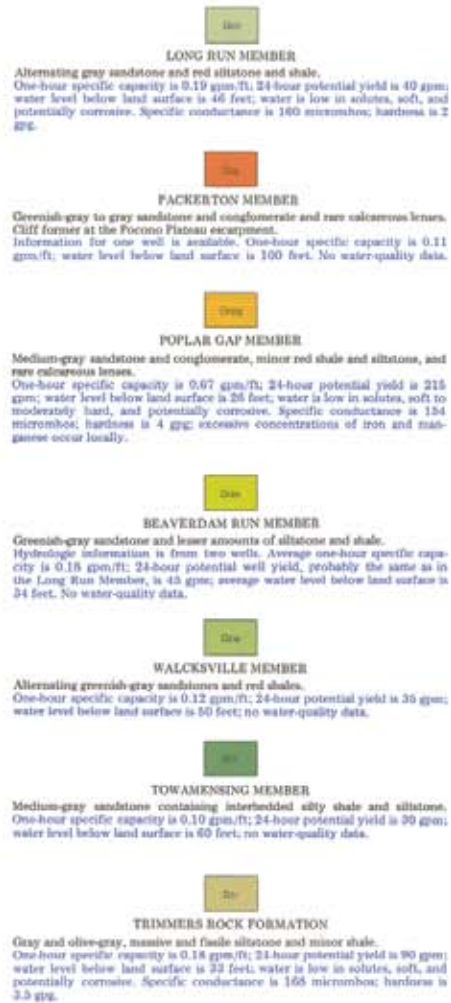 LONG RUN MEMBER
Alternating gray sandstone and red siltstone and shale.
One-hour specific capacity is 0.19 gpm/ft; 24-hour potential yield is 40 gpm;
water level below land surface is 46 feet; water is low in solutes, soft, and
potentially corrosive. Specific conductance is 160 micromhos; hardness is 2
gpg.
PACKERTON MEMBER
Greenish-gray to gray sandstone and conglomerate and rare calcareous lenses.
Cliff former at the Pocono Plateau escarpment.
Information for one well is available. One-hour specific capacity is 0.11
gpm/ft; water level below land surface is 100 feet. No water-quality data.
POPLAR GAP MEMBER
Medium-gray sandstone and conglomerate, minor red shale and siltstone, and
rare calcareous lenses.
One-hour specific capacity is 0.67 gpm/ft; 24-hour potential yield is 215
gpm; water level below land surface is 26 feet; water is low in solutes, soft to
moderately hard, and potentially corrosive. Specific conductance is 134
micromhos; hardness is 4 gpg; excessive concentrations of iron and man-
ganese occur locally.
BEAVERDAM RUN MEMBER
Greenish-gray sandstone and lesser amounts of siltstone and shale.
Hydrologic information is from two wells. Average one-hour specific capa-
city is 0.18 gpm/ft; 24-hour potential well yield, probably the same as in
the Long Run Member, is 45 gpm; average water level below land surface is
34 feet. No water-quality data.
WALCKSVILLE MEMBER
Alternating greenish-gray sandstones and red shales.
One-hour specific capacity is 0.12 gpm/ft; 24-hour potential yield is 35 gpm;
water level below land surface is 50 feet; no water-quality data.
TOWAMENSING MEMBER
Medium-gray sandstone containing interbedded silty shale and siltstone.
One-hour specific capacity is 0.10 gpm/ft; 24-hour potential yield is 30 gpm;
water level below land surface is 60 feet; no water-quality data.
TRIMMERS ROCK FORMATION
Gray and olive-gray, massive and fissile siltstone and minor shale.
One-hour specific capacity is 0.18 gpm/ft; 24-hour potential yield is 90 gpm;
water level below land surface is 33 feet; water is low in solutes, soft, and
potentially corrosive. Specific conductance is 168 micromhos; hardness is
3.5 gpg.